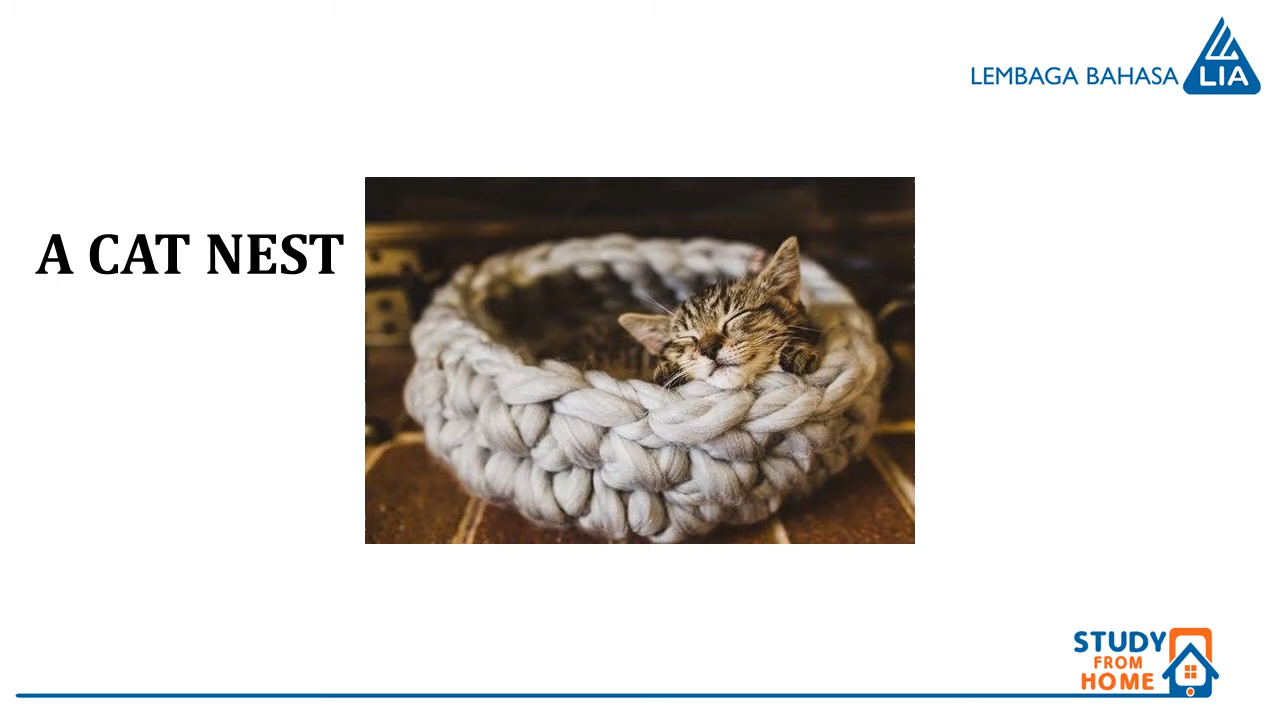 LEMBAGA BAHASA LIA
A CAT NEST
STUDY
FROM
HOME